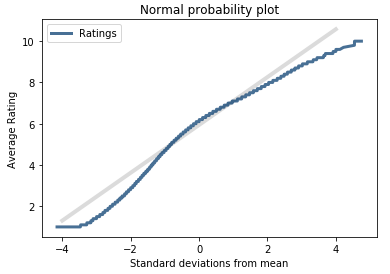 Normal probability plot
Ratings
Average Rating
10
8
6
4
2
-4
-2
0
2
4
Standard deviations from mean